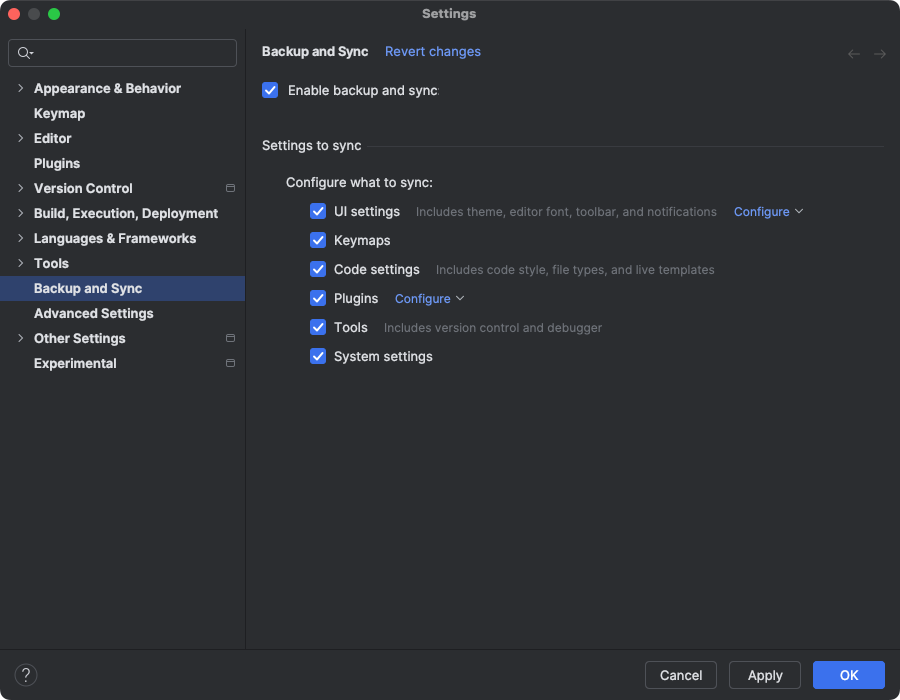 Settings
Appearance & Behavior
Keymap
Editor
Plugins
Version Control
Build, Execution, Deployment
Languages & Frameworks
Tools
Backup and Sync
Advanced Settings
Other Settings
Experimental
Backup and Sync Revert changes
Enable backup and sync:
Settings to sync
Configure what to sync:
UI settings Includes theme, editor font, toolbar, and notifications Configure
Keymaps
Code settings Includes code style, file types, and live templates
Plugins Configure
Tools Includes version control and debugger
System settings
? Cancel Apply OK